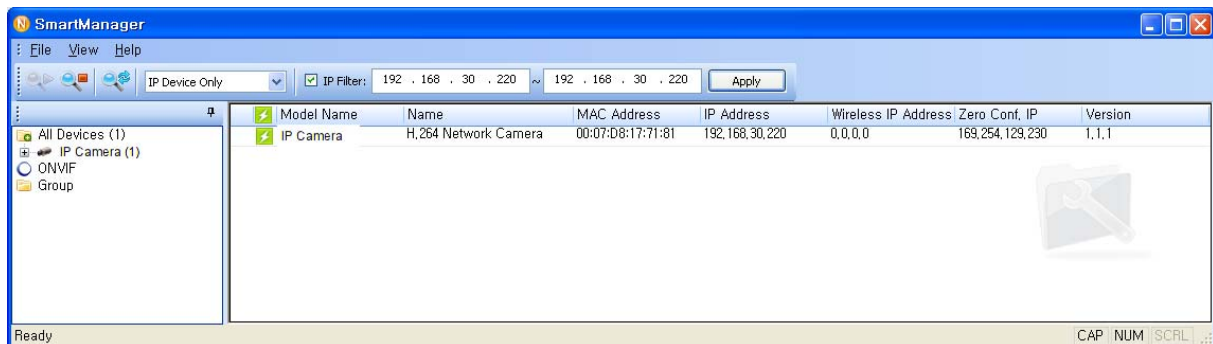 SmartManager
File View Help
IP Device Only IP Filter: 192 . 168 . 30 . 220 ~ 192 . 168 . 30 . 220 Apply
Model Name Name MAC Address IP Address Wireless IP Address Zero Conf, IP Version
IP Camera H,264 Network Camera 00:07:D8:17:71:81 192,168,30,220 0,0,0,0 169,254,129,230 1,1,1
All Devices (1)
IP Camera (1)
ONVIF
Group
Ready CAP NUM SCRL